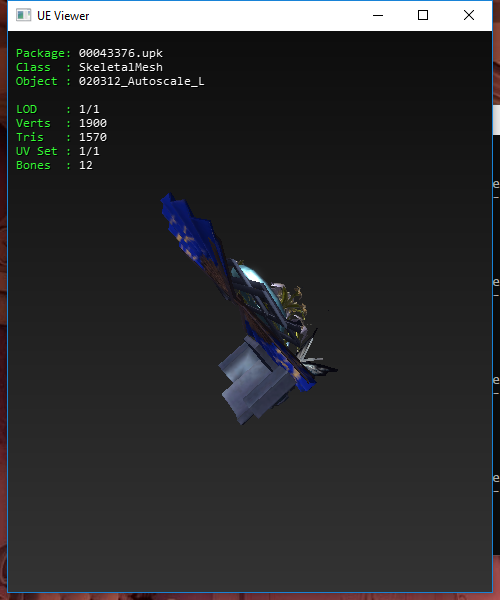 UE Viewer
Package: 00043376.upk
Class : SkeletalMesh
Object : 020312_Autoscale_L
LOD : 1/1
Verts : 1900
Tris : 1570
UV Set : 1/1
Bones : 12